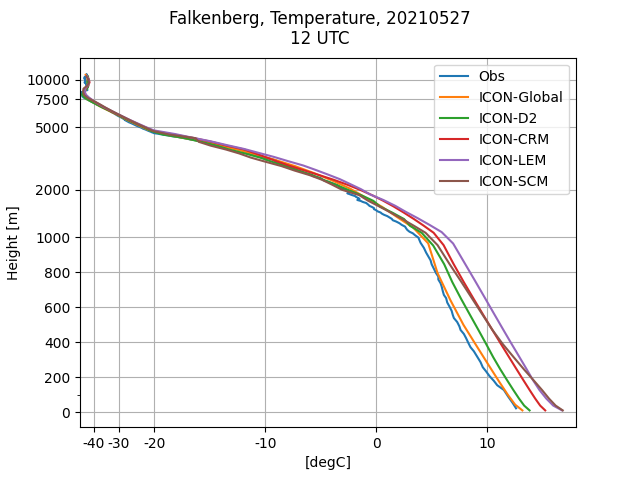 Falkenberg, Temperature, 20210527
12 UTC
Obs
ICON-Global
ICON-D2
ICON-CRM
ICON-LEM
ICON-SCM
Height [m]
10000
7500
5000
2000
1000
800
600
400
200
0
-40 -30 -20 -10 0 10
[degC]